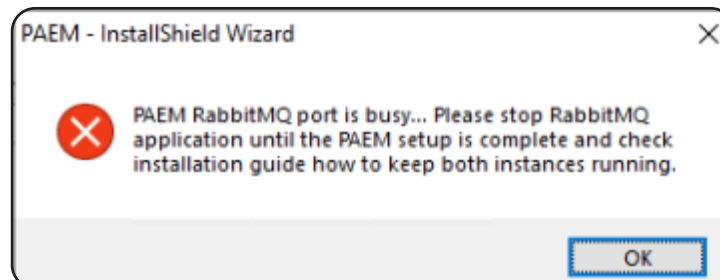 PAEM - InstallShield Wizard
PAEM RabbitMQ port is busy... Please stop RabbitMQ
application until the PAEM setup is complete and check
installation guide how to keep both instances running.
OK